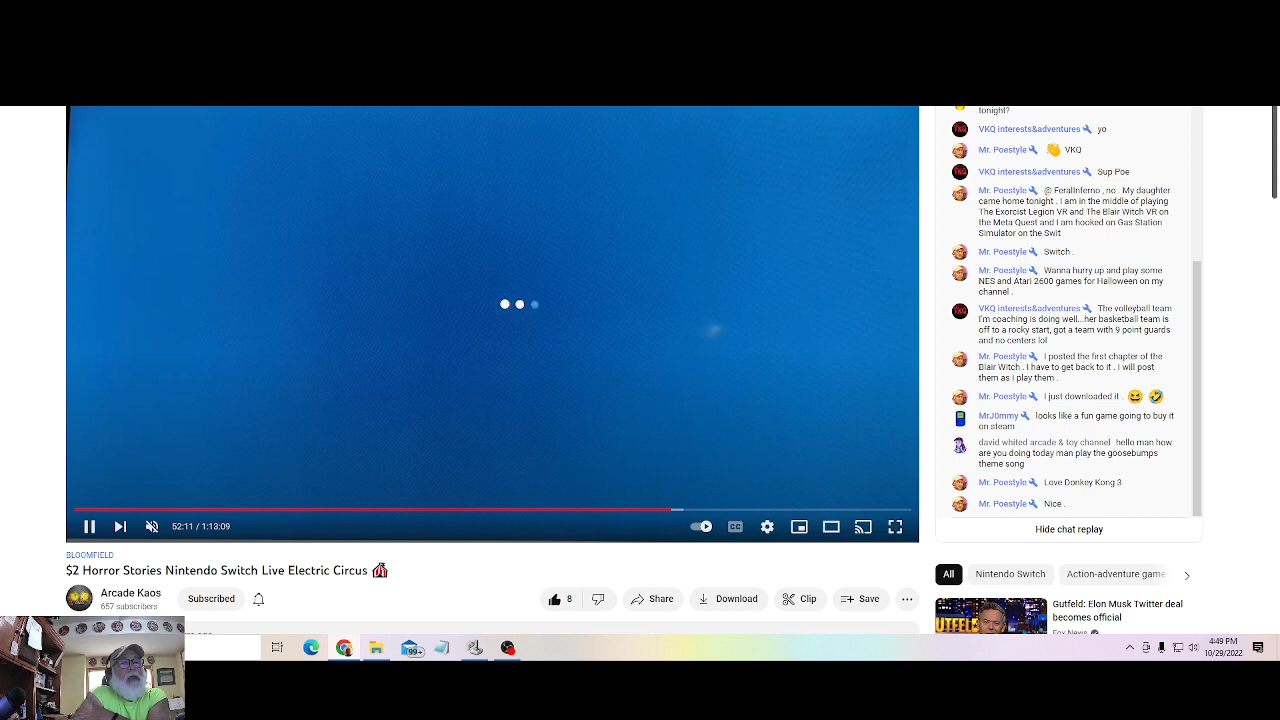 tonight?
VKQ interests&adventures yo
Mr. Poestyle VKQ
VKQ interests&adventures Sup Poe
Mr. Poestyle @ FeralInferno , no . My daughter
came home tonight . I am in the middle of playing
The Exorcist Legion VR and The Blair Witch VR on
the Meta Quest and I am hooked on Gas Station
Simulator on the Swit
Mr. Poestyle Switch .
Mr. Poestyle Wanna hurry up and play some
NES and Atari 2600 games for Halloween on my
channel .
VKQ interests&adventures The volleyball team
I'm coaching is doing well...her basketball team is
off to a rocky start, got a team with 9 point guards
and no centers lol
Mr. Poestyle I posted the first chapter of the
Blair Witch . I have to get back to it . I will post
them as I play them .
Mr. Poestyle I just downloaded it .
MrJ0mmy looks like a fun game going to buy it
on steam
david whited arcade & toy channel hello man how
are you doing today man play the goosebumps
theme song
Mr. Poestyle Love Donkey Kong 3
Mr. Poestyle Nice .
Hide chat replay
52:11 / 1:13:09
CC
BLOOMFIELD
$2 Horror Stories Nintendo Switch Live Electric Circus
Arcade Kaos
657 subscribers
Subscribed
8
Share
Download
Clip
Save
All
Nintendo Switch
Action-adventure game
Gutfeld: Elon Musk Twitter deal
becomes official
Fox News
99+
4:49 PM
10/29/2022